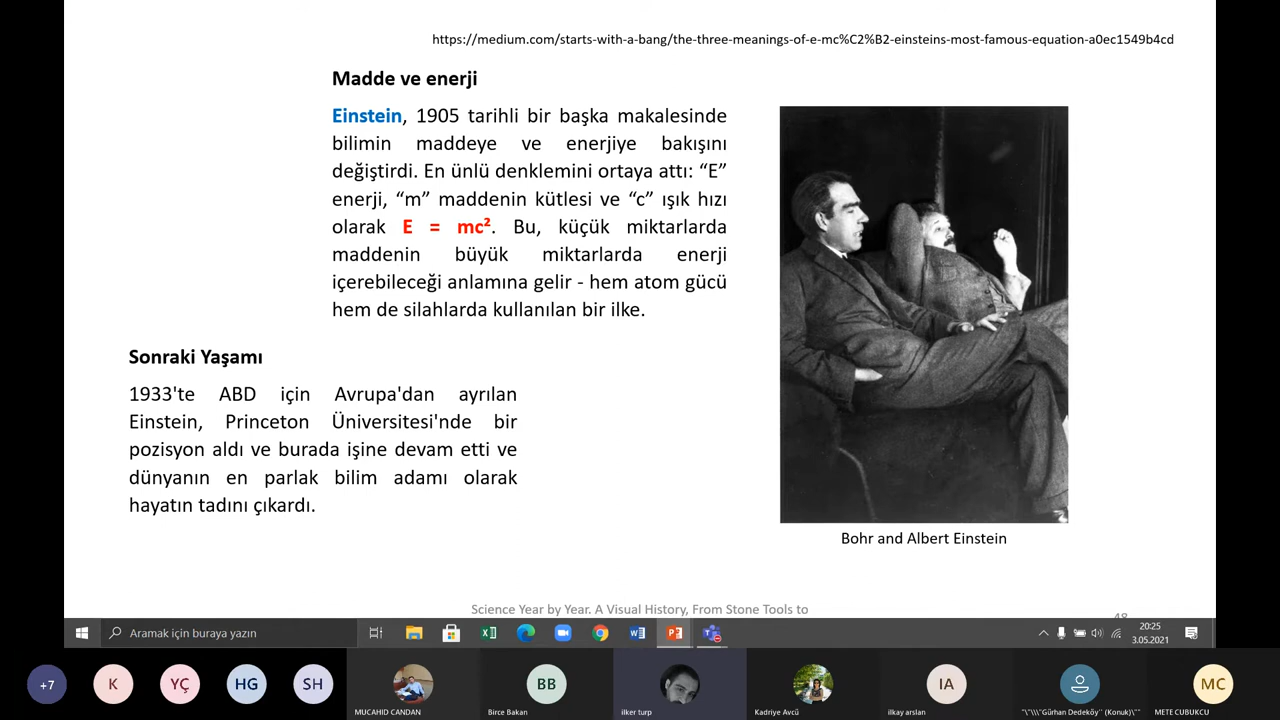 https://medium.com/starts-with-a-bang/the-three-meanings-of-e-mc%C2%B2-einsteins-most-famous-equation-a0ec1549b4cd
Madde ve enerji
Einstein, 1905 tarihli bir başka makalesinde
bilimin maddeye ve enerjiye bakışını
değiştirdi. En ünlü denklemini ortaya attı: “E”
enerji, “m” maddenin kütlesi ve “c” ışık hızı
olarak E = mc². Bu, küçük miktarlarda
maddenin büyük miktarlarda enerji
içerebileceği anlamına gelir - hem atom gücü
hem de silahlarda kullanılan bir ilke.
Sonraki Yaşamı
1933'te ABD için Avrupa'dan ayrılan
Einstein, Princeton Üniversitesi'nde bir
pozisyon aldı ve burada işine devam etti ve
dünyanın en parlak bilim adamı olarak
hayatın tadını çıkardı.
Bohr and Albert Einstein
Science Year by Year. A Visual History, From Stone Tools to
48
Aramak için buraya yazın
20:25
3.05.2021
+7
K
YÇ
HG
SH
MUCAHID CANDAN
BB
Birce Bakan
ilker turp
Kadriye Avcü
IA
ilkay arslan
"\"\\\"Gürhan Dedeköy" (Konuk)\""
MC
METE CUBUKCU